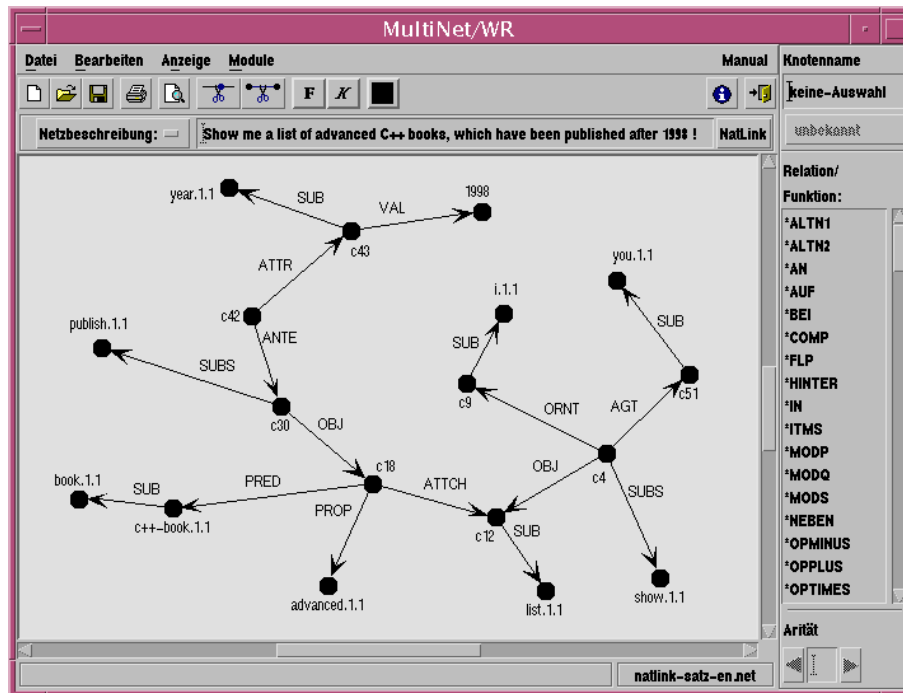 MultiNet/WR
Datei Bearbeiten Anzeige Module Manual
Knotenname
F K
keine-Auswahl
Netzbeschreibung: Show me a list of advanced C++ books, which have been published after 1998 ! NatLink
unbekannt
Relation/
Funktion:
*ALTN1
*ALTN2
*AN
*AUF
*BEI
*COMP
*FLP
*HINTER
*IN
*ITMS
*MODP
*MODQ
*MODS
*NEBEN
*OPMINUS
*OPPLUS
*OPTIMES
Arität
year.1.1
SUB
VAL
1998
c43
ATTR
you.1.1
i.1.1
c42
publish.1.1
ANTE
SUB
SUB
SUBS
c9
c51
ORNT
AGT
c30
OBJ
book.1.1
SUB
PRED
c18
ATTCH
OBJ
c4
SUBS
c++-book.1.1
PROP
c12
SUB
advanced.1.1
list.1.1
show.1.1
natlink-satz-en.net